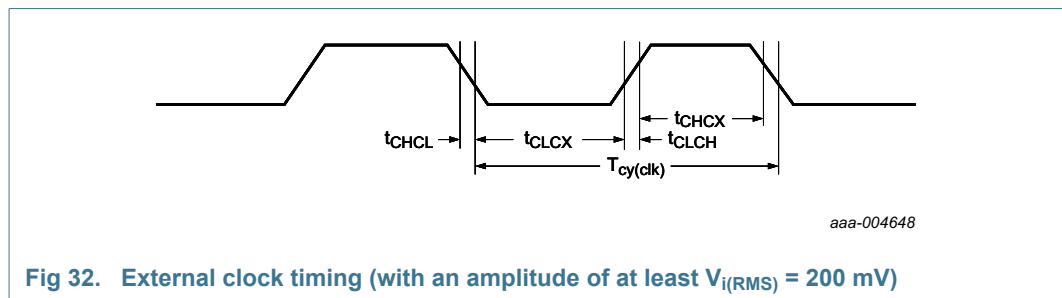 tCHCX
tCHCL tCLCX tCLCH
Tcy(clk)
aaa-004648
Fig 32. External clock timing (with an amplitude of at least Vi(RMS) = 200 mV)